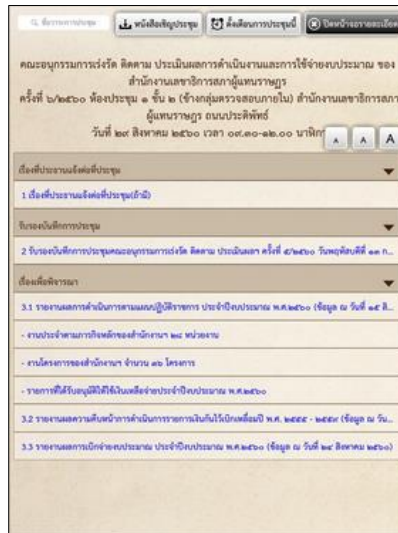 ชื่อวาระการประชุม
หนังสือเชิญประชุม
ตั้งเตือนการประชุมนี้
ปิดหน้าจอรายละเอียด
คณะอนุกรรมการเร่งรัด ติดตาม ประเมินผลการดำเนินงานและการใช้จ่ายงบประมาณ ของ
สำนักงานเลขาธิการสภาผู้แทนราษฎร
ครั้งที่ ๖/๒๕๖๐ ห้องประชุม ๑ ชั้น ๒ (ข้างกลุ่มตรวจสอบภายใน) สำนักงานเลขาธิการสภา
ผู้แทนราษฎร ถนนประดิพัทธ์
วันที่ ๒๙ สิงหาคม ๒๕๖๐ เวลา ๐๙.๓๐-๑๒.๐๐ นาฬิกา
A A A
เรื่องที่ประธานแจ้งต่อที่ประชุม
1 เรื่องที่ประธานแจ้งต่อที่ประชุม(ถ้ามี)
รับรองบันทึกการประชุม
2 รับรองบันทึกการประชุมคณะอนุกรรมการเร่งรัด ติดตาม ประเมินผลฯ ครั้งที่ ๕/๒๕๖๐ วันพฤหัสบดีที่ ๑๓ ก...
เรื่องเพื่อพิจารณา
3.1 รายงานผลการดำเนินการตามแผนปฏิบัติราชการ ประจำปีงบประมาณ พ.ศ.๒๕๖๐ (ข้อมูล ณ วันที่ ๑๕ สิ...
- งานประจำตามภารกิจหลักของสำนักงานฯ ๒๘ หน่วยงาน
- งานโครงการของสำนักงานฯ จำนวน ๓๖ โครงการ
- รายการที่ได้รับอนุมัติให้ใช้เงินเหลือจ่ายประจำปีงบประมาณ พ.ศ.๒๕๖๐
3.2 รายงานผลความคืบหน้าการดำเนินการรายการเงินกันไว้เบิกเหลื่อมปี พ.ศ. ๒๕๕๕ - ๒๕๕๙ (ข้อมูล ณ วัน...
3.3 รายงานผลการเบิกจ่ายงบประมาณ ประจำปีงบประมาณ พ.ศ.๒๕๖๐ (ข้อมูล ณ วันที่ ๒๔ สิงหาคม ๒๕๖๐)